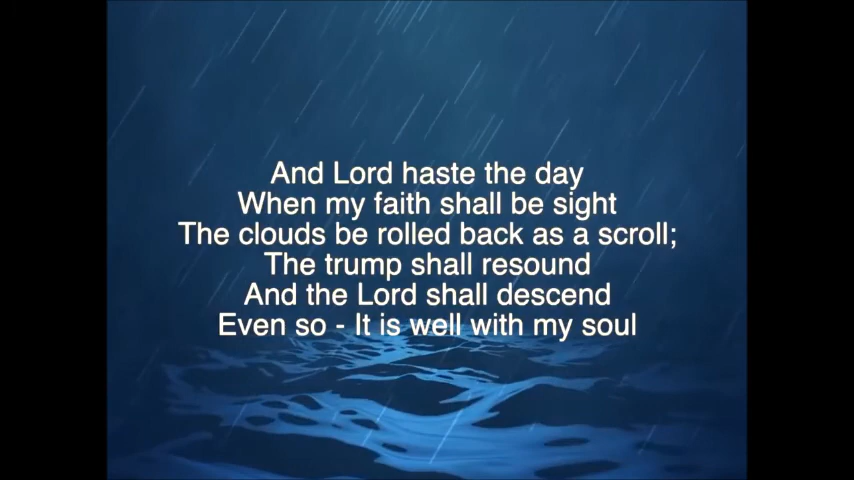 And Lord haste the day
When my faith shall be sight
The clouds be rolled back as a scroll;
The trump shall resound
And the Lord shall descend
Even so - It is well with my soul